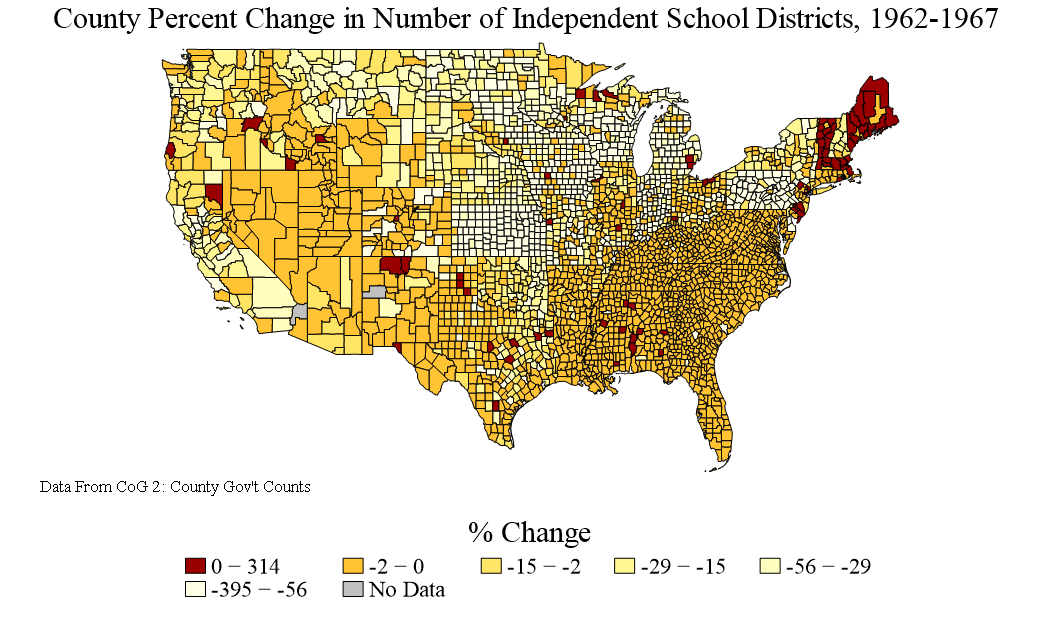 County Percent Change in Number of Independent School Districts, 1962-1967
Data From CoG 2: County Gov't Counts
% Change
0 − 314
-2 − 0
-15 − -2
-29 − -15
-56 − -29
-395 − -56
No Data